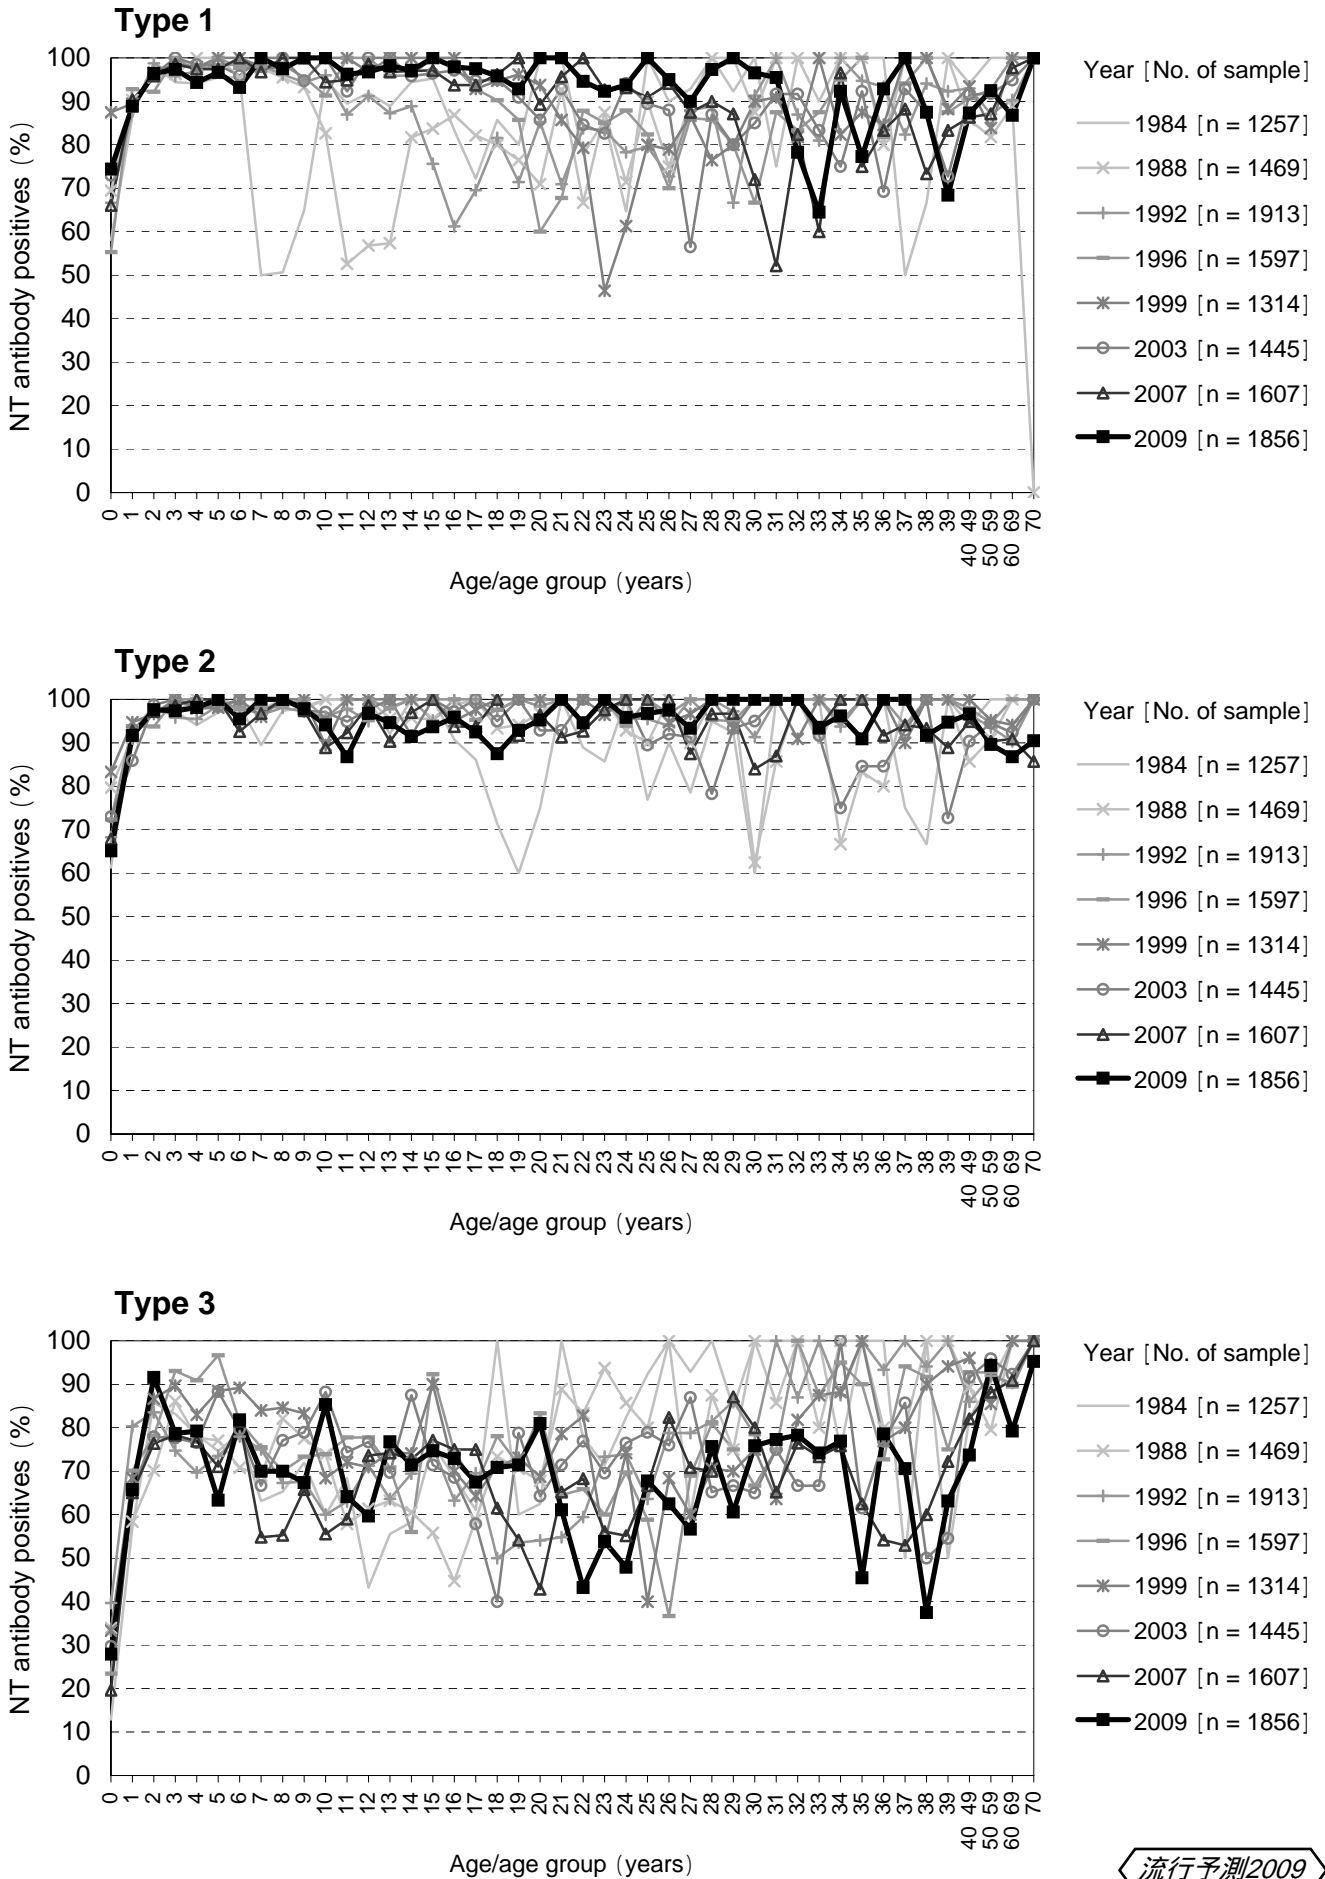 Type 1
NT antibody positives (%)
100
90
80
70
60
50
40
30
20
10
0
0 1 2 3 4 5 6 7 8 9 10 11 12 13 14 15 16 17 18 19 20 21 22 23 24 25 26 27 28 29 30 31 32 33 34 35 36 37 38 39 40 49 50 59 60 69 70
Age/age group (years)
Year [No. of sample]
1984 [n = 1257]
1988 [n = 1469]
1992 [n = 1913]
1996 [n = 1597]
1999 [n = 1314]
2003 [n = 1445]
2007 [n = 1607]
2009 [n = 1856]
Type 2
NT antibody positives (%)
100
90
80
70
60
50
40
30
20
10
0
0 1 2 3 4 5 6 7 8 9 10 11 12 13 14 15 16 17 18 19 20 21 22 23 24 25 26 27 28 29 30 31 32 33 34 35 36 37 38 39 40 49 50 59 60 69 70
Age/age group (years)
Year [No. of sample]
1984 [n = 1257]
1988 [n = 1469]
1992 [n = 1913]
1996 [n = 1597]
1999 [n = 1314]
2003 [n = 1445]
2007 [n = 1607]
2009 [n = 1856]
Type 3
NT antibody positives (%)
100
90
80
70
60
50
40
30
20
10
0
0 1 2 3 4 5 6 7 8 9 10 11 12 13 14 15 16 17 18 19 20 21 22 23 24 25 26 27 28 29 30 31 32 33 34 35 36 37 38 39 40 49 50 59 60 69 70
Age/age group (years)
Year [No. of sample]
1984 [n = 1257]
1988 [n = 1469]
1992 [n = 1913]
1996 [n = 1597]
1999 [n = 1314]
2003 [n = 1445]
2007 [n = 1607]
2009 [n = 1856]
流行予測2009